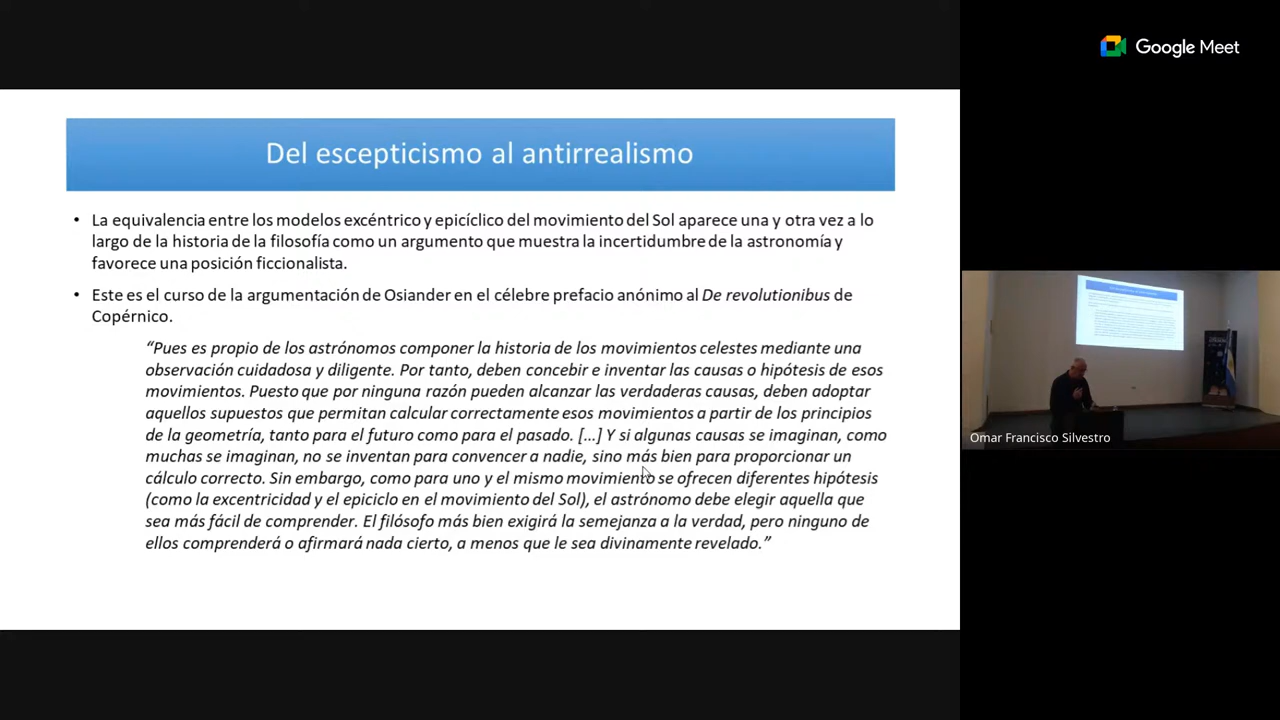 Google Meet
Del escepticismo al antirrealismo
• La equivalencia entre los modelos excéntrico y epicíclico del movimiento del Sol aparece una y otra vez a lo
largo de la historia de la filosofía como un argumento que muestra la incertidumbre de la astronomía y
favorece una posición ficcionalista.
• Este es el curso de la argumentación de Osiander en el célebre prefacio anónimo al De revolutionibus de
Copérnico.
“Pues es propio de los astrónomos componer la historia de los movimientos celestes mediante una
observación cuidadosa y diligente. Por tanto, deben concebir e inventar las causas o hipótesis de esos
movimientos. Puesto que por ninguna razón pueden alcanzar las verdaderas causas, deben adoptar
aquellos supuestos que permitan calcular correctamente esos movimientos a partir de los principios
de la geometría, tanto para el futuro como para el pasado. [...] Y si algunas causas se imaginan, como
muchas se imaginan, no se inventan para convencer a nadie, sino más bien para proporcionar un
cálculo correcto. Sin embargo, como para uno y el mismo movimiento se ofrecen diferentes hipótesis
(como la excentricidad y el epiciclo en el movimiento del Sol), el astrónomo debe elegir aquella que
sea más fácil de comprender. El filósofo más bien exigirá la semejanza a la verdad, pero ninguno de
ellos comprenderá o afirmará nada cierto, a menos que le sea divinamente revelado.”
Omar Francisco Silvestro